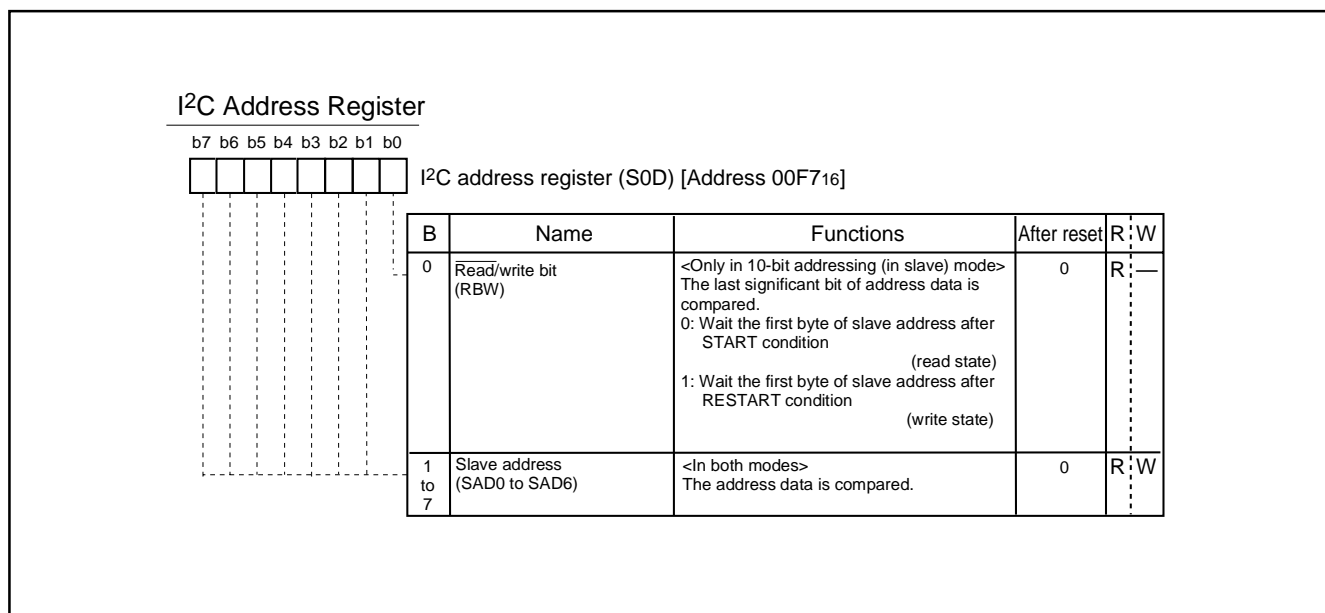 I2C Address Register
b7 b6 b5 b4 b3 b2 b1 b0
I2C address register (S0D) [Address 00F716]
B Name Functions After reset R W
0 Read/write bit (RBW) <Only in 10-bit addressing (in slave) mode> 0 R —
The last significant bit of address data is
compared.
0: Wait the first byte of slave address after
START condition
(read state)
1: Wait the first byte of slave address after
RESTART condition
(write state)
1 to 7 Slave address (SAD0 to SAD6) <In both modes> 0 R W
The address data is compared.